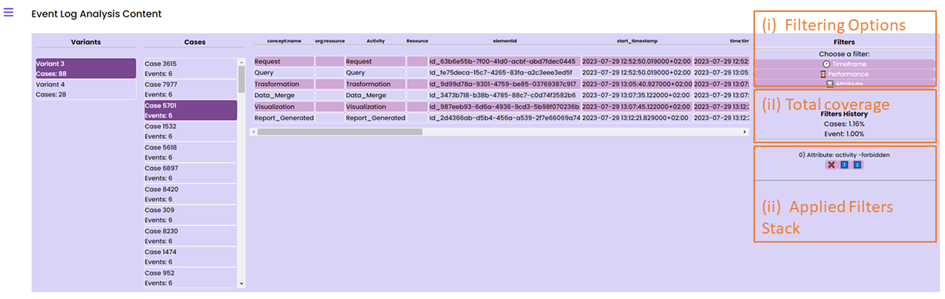 Event Log Analysis Content
Variants
Variant 3
Cases: 88
Variant 4
Cases: 28
Cases
Case 3615
Events: 6
Case 7977
Events: 6
Case 5701
Events: 6
Case 1532
Events: 6
Case 5618
Events: 6
Case 6897
Events: 6
Case 8420
Events: 6
Case 309
Events: 6
Case 8230
Events: 6
Case 1474
Events: 6
Case 952
Events: 6
concept:name org:resource Activity Resource elementId start_timestamp time:tim
Request Request id_63b6e55b-7f00-41d0-acbf-abd7fdec0445 2023-07-29 12:52:50.019000+02:00 2023-07-29 12:52:
Query Query id_fe75deca-15c7-4265-83fa-a2c3eee3ed5f 2023-07-29 12:52:50.035000+02:00 2023-07-29 13:05:
Trasformation Trasformation id_9d99d78a-9301-4759-be85-03769387c917 2023-07-29 13:05:40.927000+02:00 2023-07-29 13:07:
Data_Merge Data_Merge id_3473b718-b38b-4785-88c7-c0d74f3582b6 2023-07-29 13:07:35.122000+02:00 2023-07-29 13:07:
Visualization Visualization id_987eeb93-6d6a-4936-9cd3-5b98f070236b 2023-07-29 13:07:45.122000+02:00 2023-07-29 13:12:
Report_Generated Report_Generated id_2d4366ab-d5b4-456a-a539-2f7e66069a74 2023-07-29 13:12:21.829000+02:00 2023-07-29 13:12:
(i) Filtering Options
Filters
Choose a filter:
Timeframe
Performance
Attribute
(iI) Total coverage
Filters History
Cases: 1.16%
Event: 1.00%
0) Attribute: activity -forbidden
(ii) Applied Filters
Stack